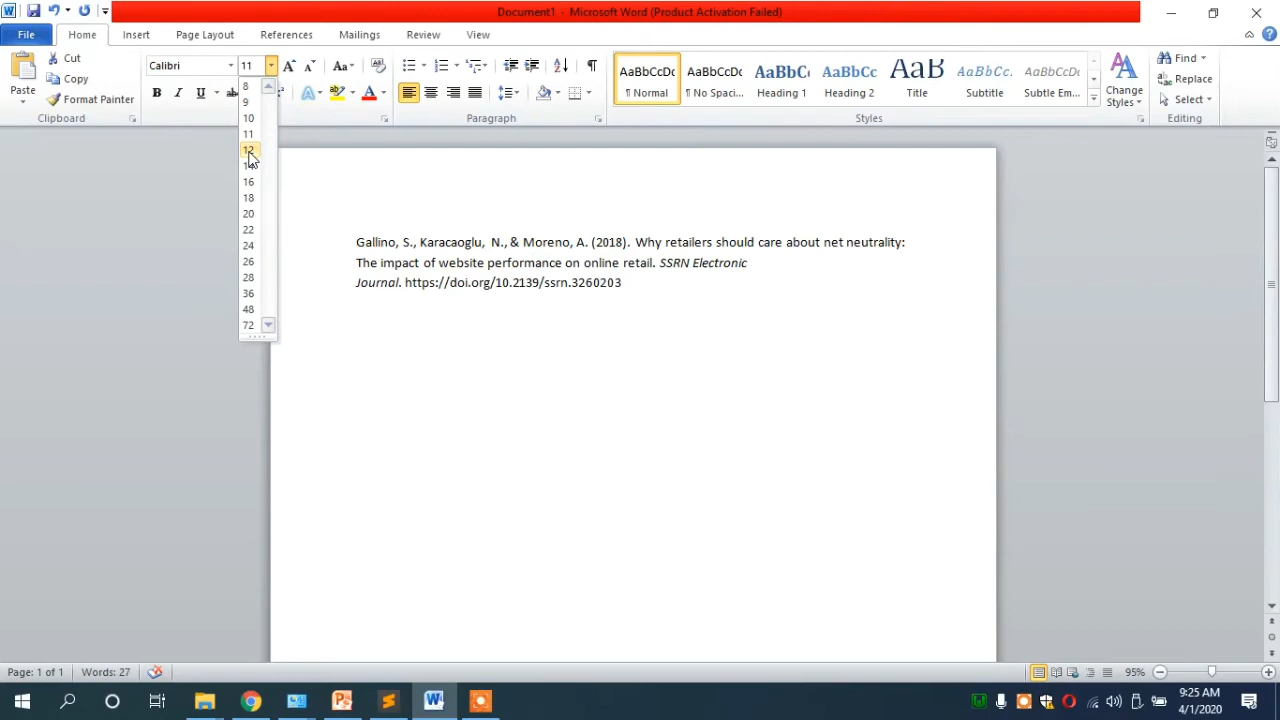 Document1 - Microsoft Word (Product Activation Failed)
File Home Insert Page Layout References Mailings Review View
Cut
Copy
Format Painter
Paste
Clipboard
Calibri 11
Aa
B I U abe A A
8
9
10
11
12
14
16
18
20
22
24
26
28
36
48
72
Paragraph
AaBbCcDc AaBbCcDc AaBbC AaBbCc AaB AaBbCc. AaBbCcDc
¶ Normal ¶ No Spaci... Heading 1 Heading 2 Title Subtitle Subtle Em...
Change
Styles
Styles
Find
Replace
Select
Editing
Gallino, S., Karacaoglu, N., & Moreno, A. (2018). Why retailers should care about net neutrality:
The impact of website performance on online retail. SSRN Electronic
Journal. https://doi.org/10.2139/ssrn.3260203
Page: 1 of 1 Words: 27 95%
9:25 AM
4/1/2020